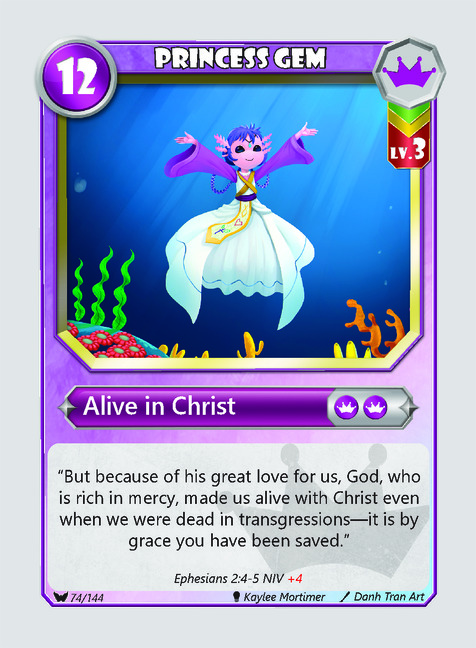 12
PRINCESS GEM
LV.3
Alive in Christ
“But because of his great love for us, God, who
is rich in mercy, made us alive with Christ even
when we were dead in transgressions—it is by
grace you have been saved.”
Ephesians 2:4-5 NIV +4
74/144
Kaylee Mortimer
Danh Tran Art